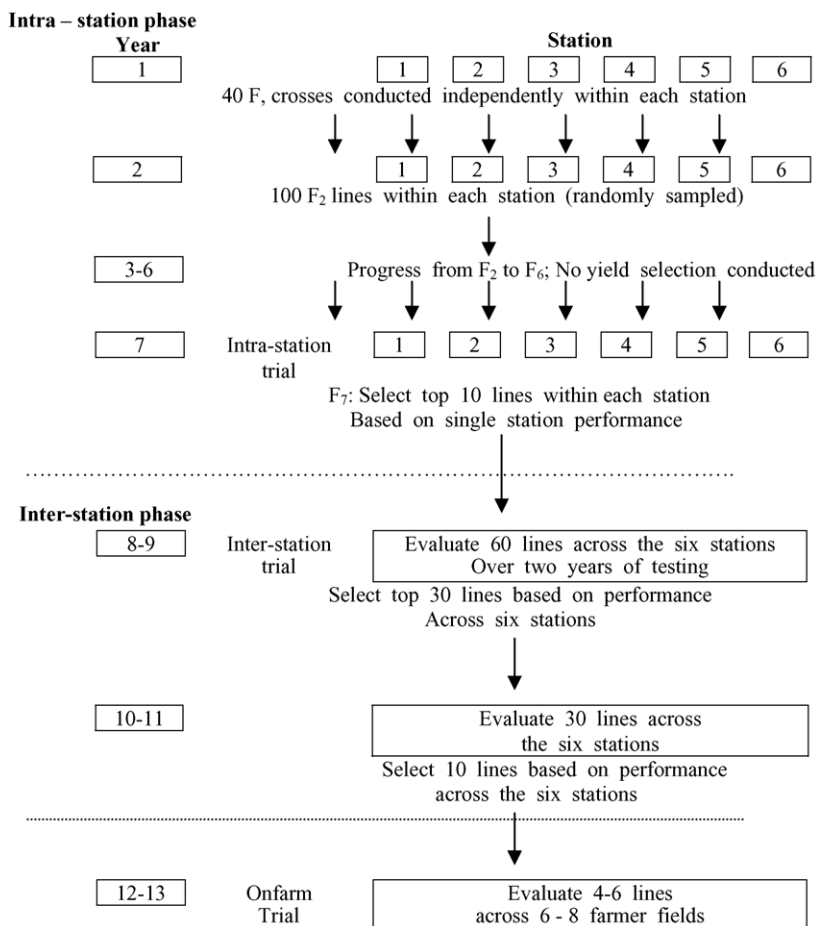 Intra – station phase
Year Station
1 1 2 3 4 5 6
40 F, crosses conducted independently within each station
2 1 2 3 4 5 6
100 F₂ lines within each station (randomly sampled)
3-6 Progress from F₂ to F₆; No yield selection conducted
7 Intra-station 1 2 3 4 5 6
trial
F₇: Select top 10 lines within each station
Based on single station performance
Inter-station phase
8-9 Inter-station Evaluate 60 lines across the six stations
trial Over two years of testing
Select top 30 lines based on performance
Across six stations
10-11 Evaluate 30 lines across
the six stations
Select 10 lines based on performance
across the six stations
12-13 Onfarm Evaluate 4-6 lines
Trial across 6 - 8 farmer fields